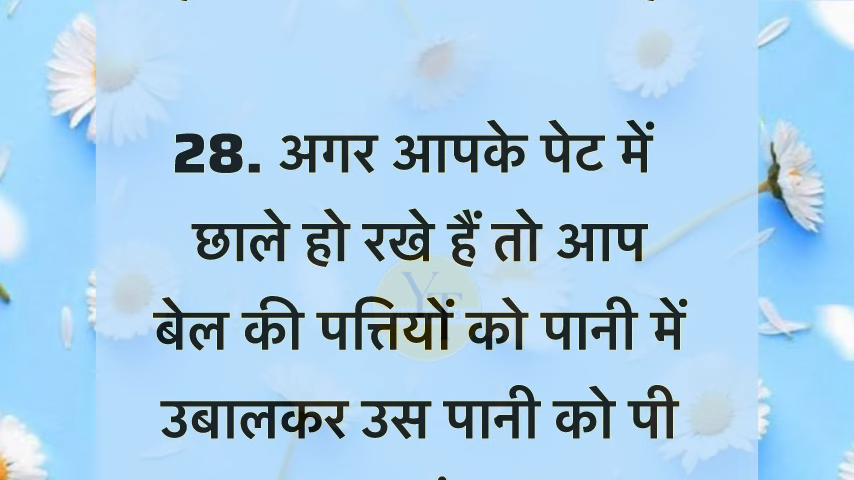 28. अगर आपके पेट में
छाले हो रखे हैं तो आप
बेल की पत्तियों को पानी में
उबालकर उस पानी को पी